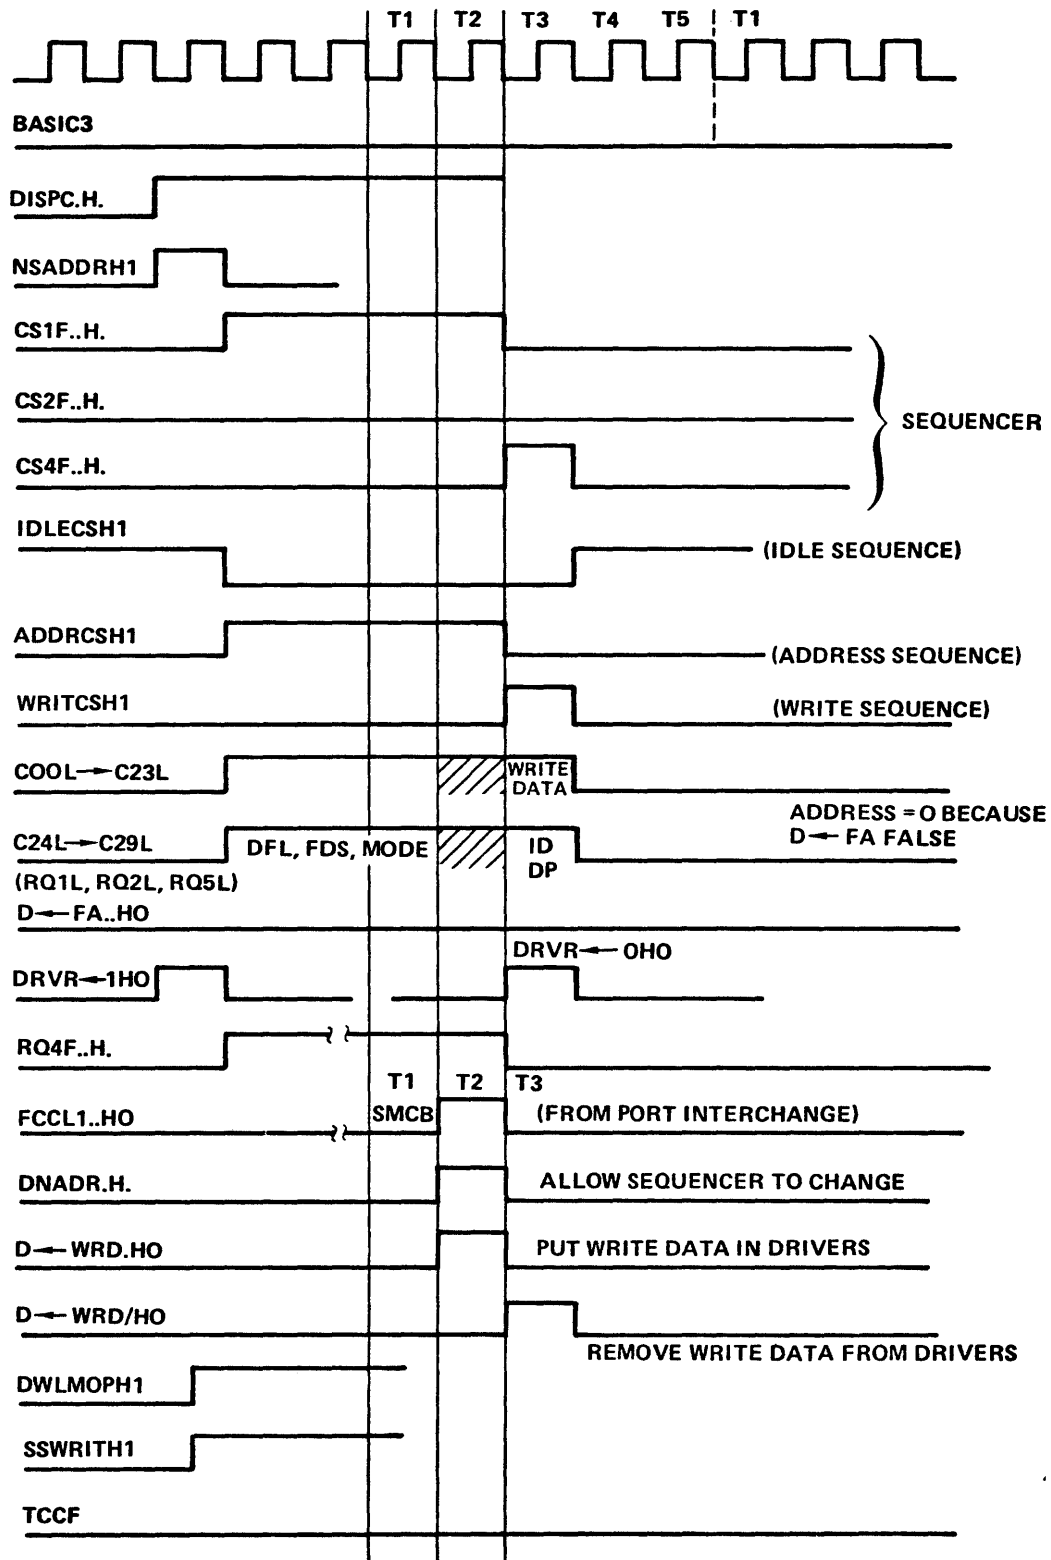 T1 T2 T3 T4 T5 T1
BASIC3
DISPC.H.
NSADDRH1
CS1F..H.
CS2F..H.
SEQUENCER
CS4F..H.
IDLECSH1
(IDLE SEQUENCE)
ADDRCSH1
(ADDRESS SEQUENCE)
WRITCSH1
(WRITE SEQUENCE)
COOL→C23L
WRITE
DATA
ADDRESS = O BECAUSE
D← FA FALSE
C24L→C29L
DFL, FDS, MODE
ID
DP
(RQ1L, RQ2L, RQ5L)
D← FA..HO
DRVR← OHO
DRVR←1HO
RQ4F..H.
T1 T2 T3
FCCL1..HO
SMCB
(FROM PORT INTERCHANGE)
DNADR.H.
ALLOW SEQUENCER TO CHANGE
D← WRD.HO
PUT WRITE DATA IN DRIVERS
D← WRD/HO
REMOVE WRITE DATA FROM DRIVERS
DWLMOPH1
SSWRITH1
TCCF